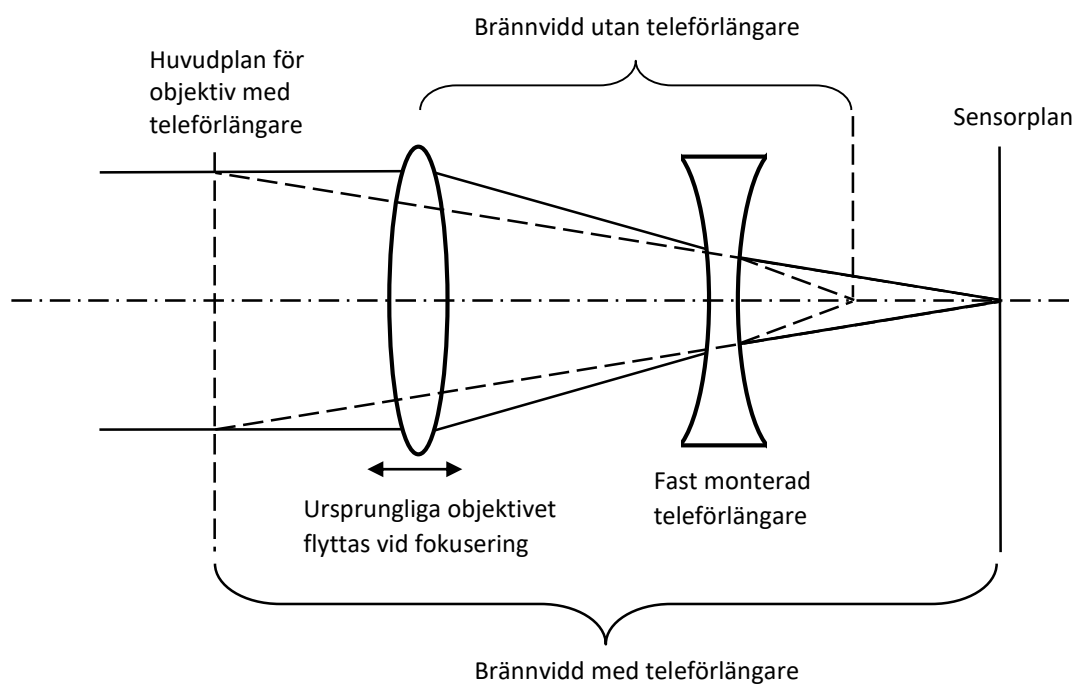 Brännvidd utan teleförlängare
Huvudplan för
objektiv med
teleförlängare
Sensorplan
Ursprungliga objektivet
flyttas vid fokusering
Fast monterad
teleförlängare
Brännvidd med teleförlängare